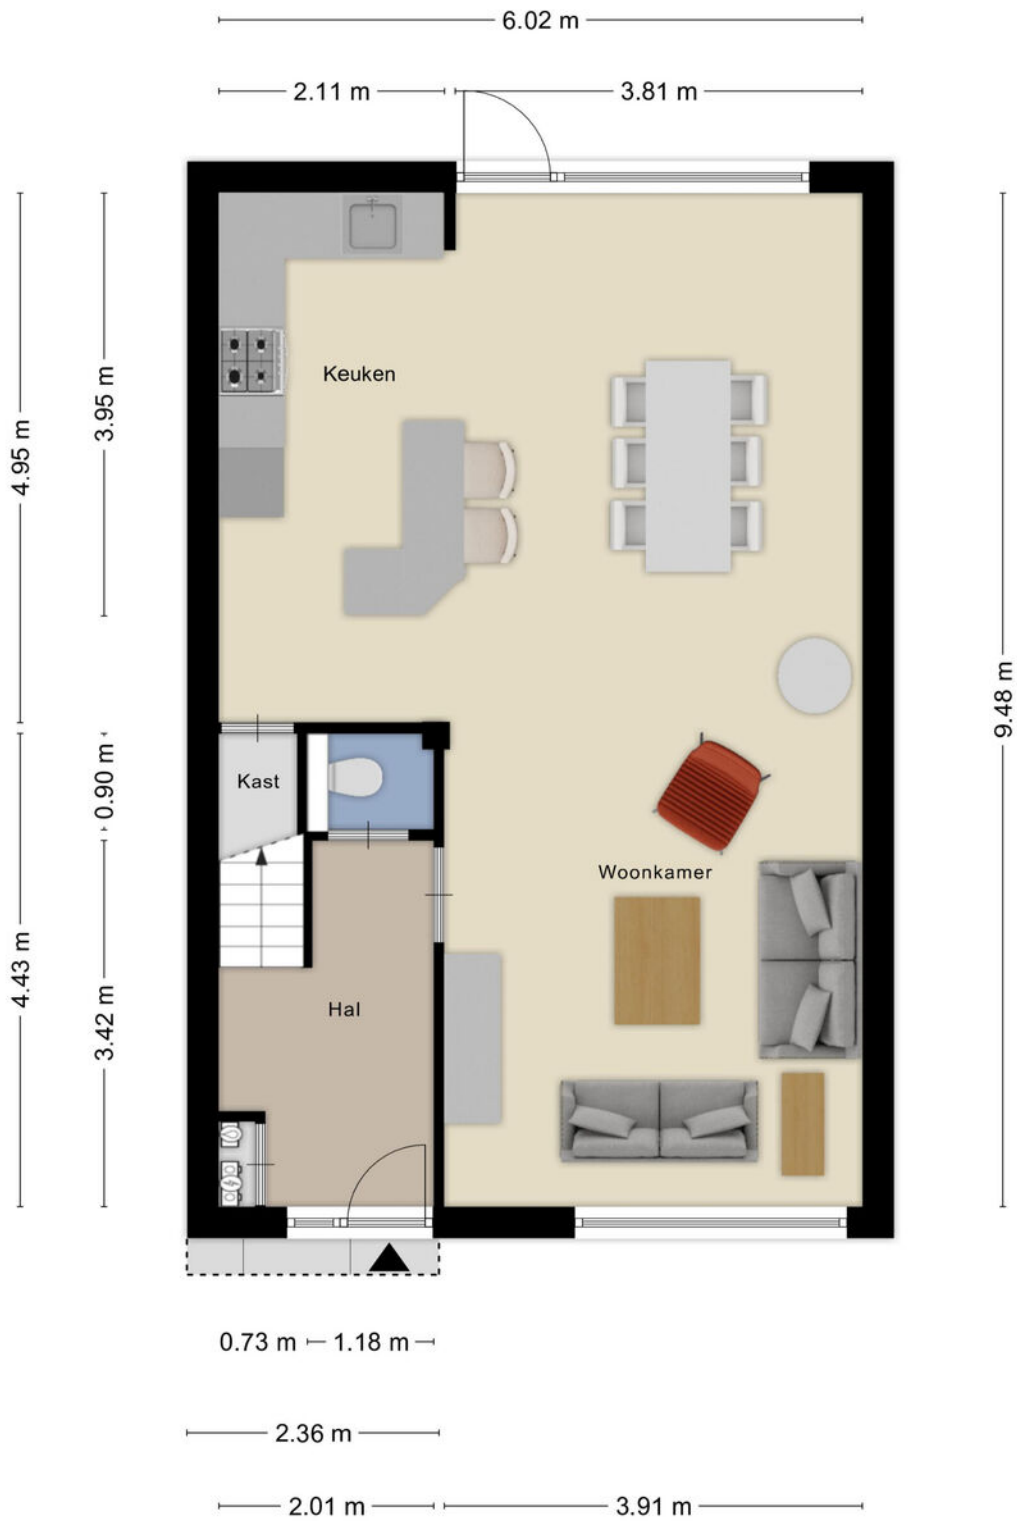 6.02 m
2.11 m
3.81 m
Keuken
3.95 m
4.95 m
9.48 m
Kast
0.90 m
Woonkamer
4.43 m
3.42 m
Hal
0.73 m
1.18 m
2.36 m
2.01 m
3.91 m